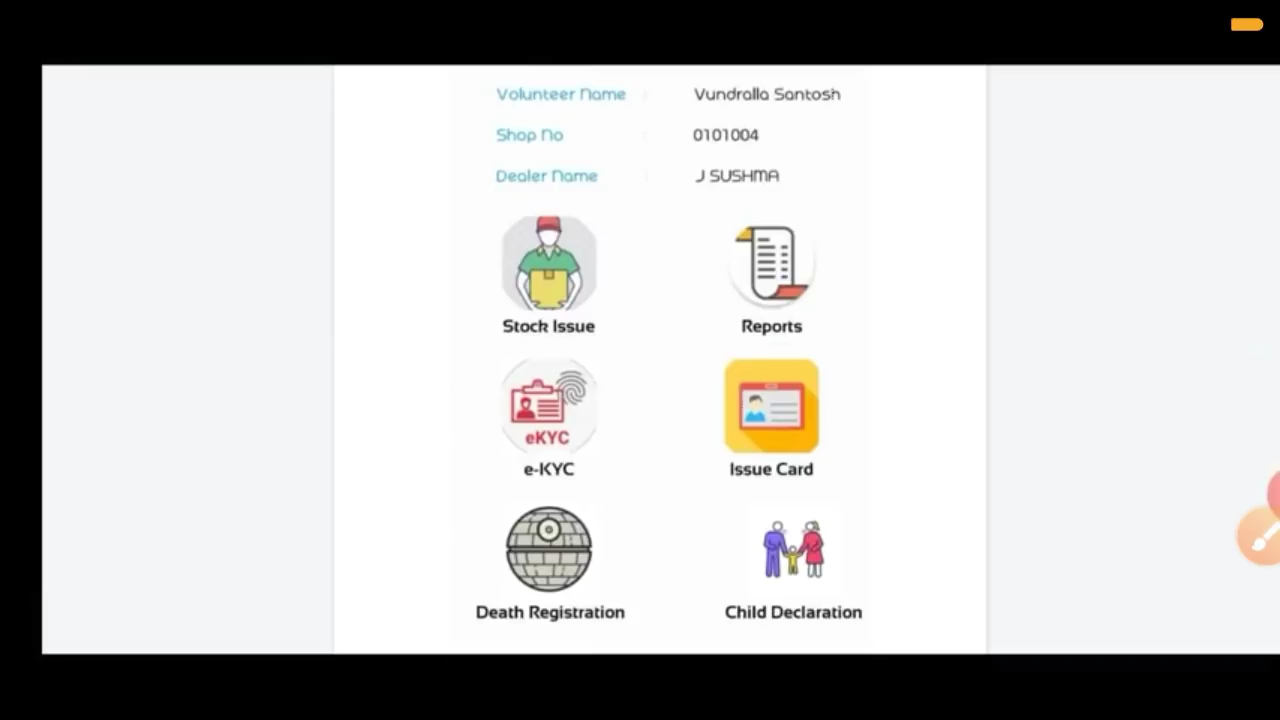 Volunteer Name : Vundralla Santosh
Shop No : 0101004
Dealer Name : J SUSHMA
Stock Issue Reports
eKYC
e-KYC Issue Card
Death Registration Child Declaration